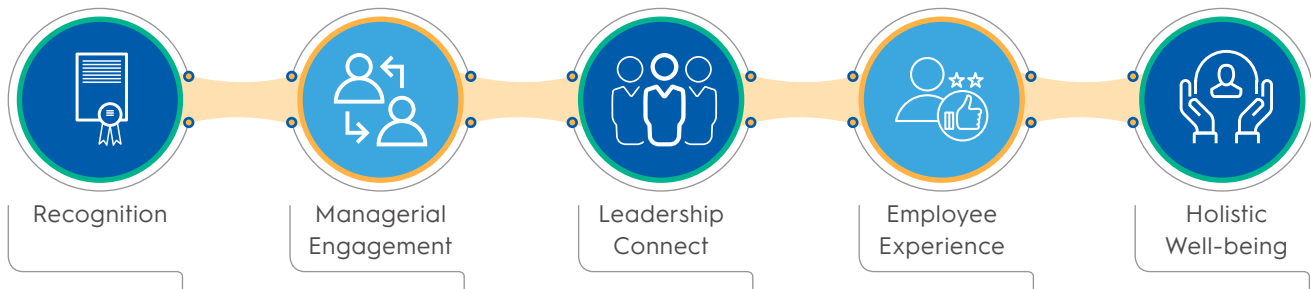 Recognition
Managerial
Engagement
Leadership
Connect
Employee
Experience
Holistic
Well-being